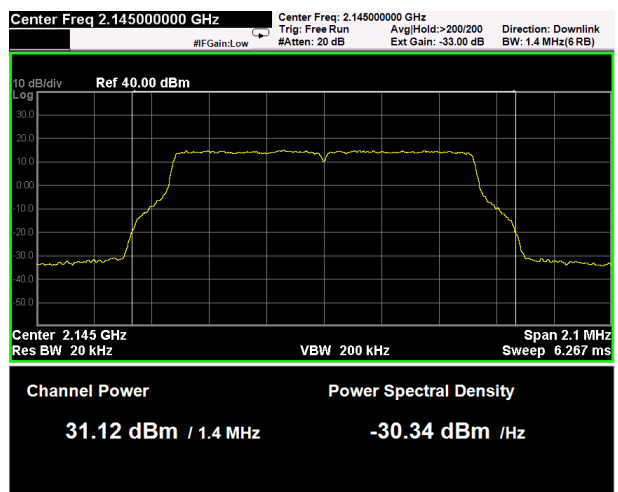 Center Freq 2.145000000 GHz
Center Freq: 2.145000000 GHz
#IFGain:Low
Trig: Free Run
Avg|Hold:>200/200
Direction: Downlink
#Atten: 20 dB
Ext Gain: -33.00 dB
BW: 1.4 MHz(6 RB)
10 dB/div
Ref 40.00 dBm
Log
30.0
20.0
10.0
0.00
-10.0
-20.0
-30.0
-40.0
-50.0
Center 2.145 GHz
Span 2.1 MHz
Res BW 20 kHz
VBW 200 kHz
Sweep 6.267 ms
Channel Power
Power Spectral Density
31.12 dBm / 1.4 MHz
-30.34 dBm /Hz